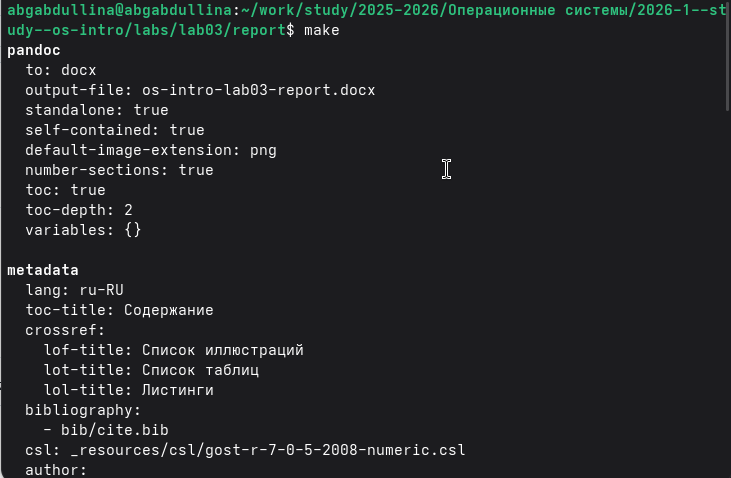 abgabdullina@abgabdullina:~/work/study/2025-2026/Операционные системы/2026-1--st
udy--os-intro/labs/lab03/report$ make
pandoc
  to: docx
  output-file: os-intro-lab03-report.docx
  standalone: true
  self-contained: true
  default-image-extension: png
  number-sections: true
  toc: true
  toc-depth: 2
  variables: {}

metadata
  lang: ru-RU
  toc-title: Содержание
  crossref:
    lof-title: Список иллюстраций
    lot-title: Список таблиц
    lol-title: Листинги
  bibliography:
    - bib/cite.bib
  csl: _resources/csl/gost-r-7-0-5-2008-numeric.csl
  author: